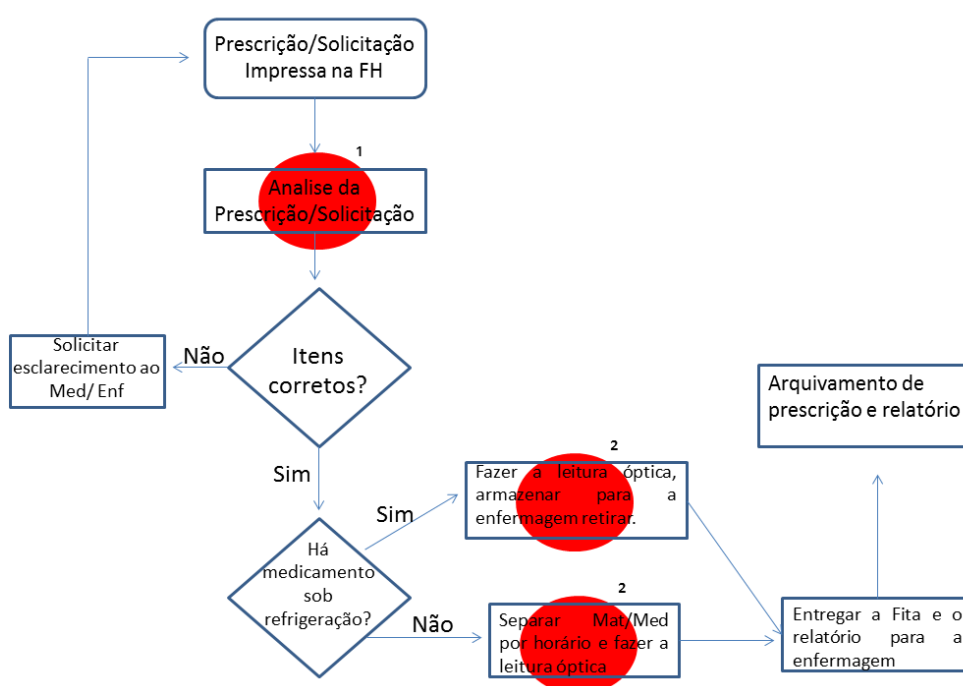 Prescrição/Solicitação
Impressa na FH
1
Analise da
Prescrição/Solicitação
Itens
corretos?
Não
Solicitar
esclarecimento ao
Med/ Enf
Sim
Há
medicamento
sob
refrigeração?
Sim
2
Fazer a leitura óptica,
armazenar para a
enfermagem retirar.
Não
2
Separar Mat/Med
por horário e fazer a
leitura óptica
Entregar a Fita e o
relatório para a
enfermagem
Arquivamento de
prescrição e relatório